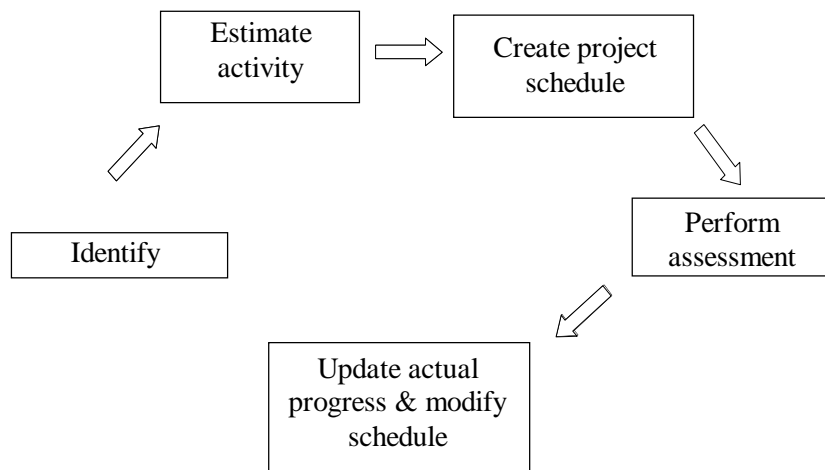 Identify
Estimate
activity
Create project
schedule
Perform
assessment
Update actual
progress & modify
schedule